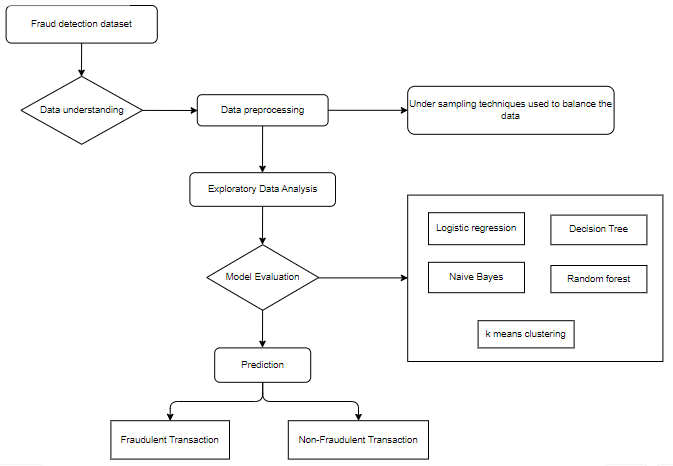 Fraud detection dataset
Data understanding
Data preprocessing
Under sampling techniques used to balance the
data
Exploratory Data Analysis
Logistic regression
Decision Tree
Naive Bayes
Random forest
k means clustering
Model Evaluation
Prediction
Fraudulent Transaction
Non-Fraudulent Transaction